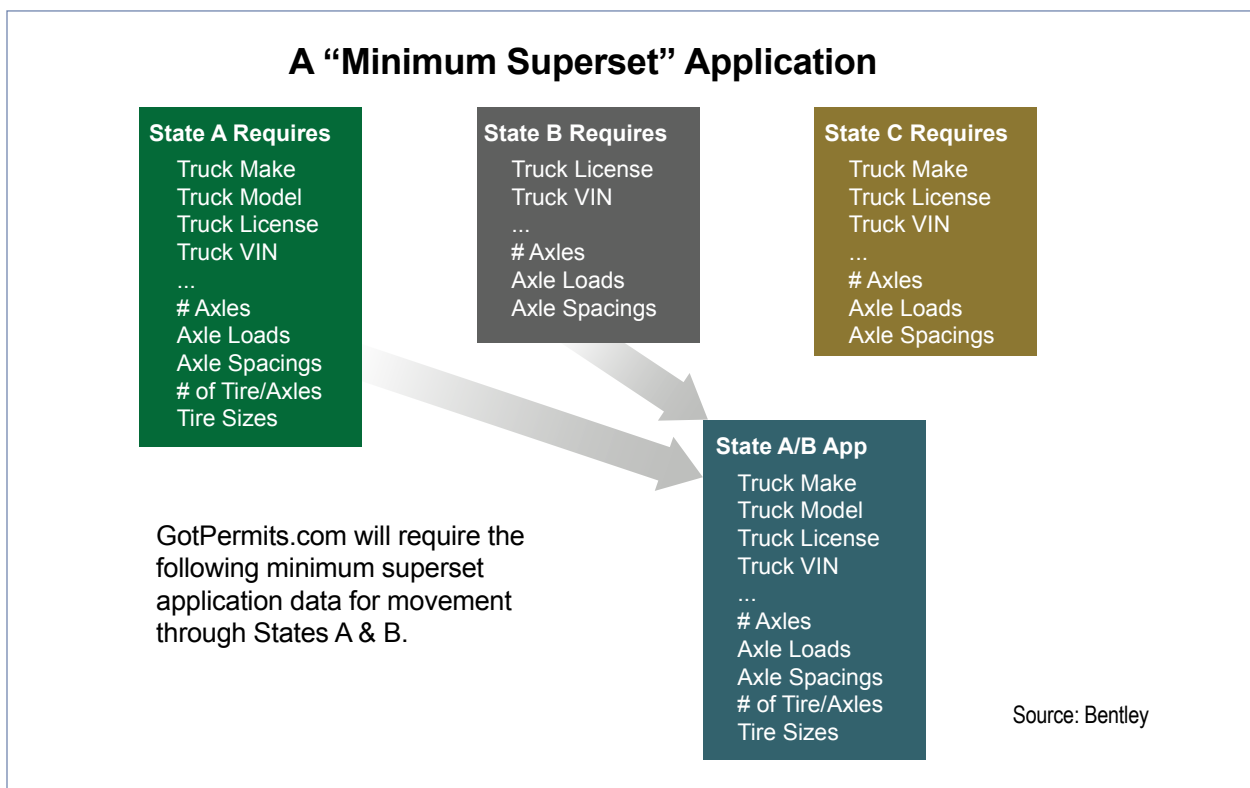 A “Minimum Superset” Application
State A Requires
Truck Make
Truck Model
Truck License
Truck VIN
...
# Axles
Axle Loads
Axle Spacings
# of Tire/Axles
Tire Sizes
State B Requires
Truck License
Truck VIN
...
# Axles
Axle Loads
Axle Spacings
State C Requires
Truck Make
Truck License
Truck VIN
...
# Axles
Axle Loads
Axle Spacings
GotPermits.com will require the
following minimum superset
application data for movement
through States A & B.
State A/B App
Truck Make
Truck Model
Truck License
Truck VIN
...
# Axles
Axle Loads
Axle Spacings
# of Tire/Axles
Tire Sizes
Source: Bentley